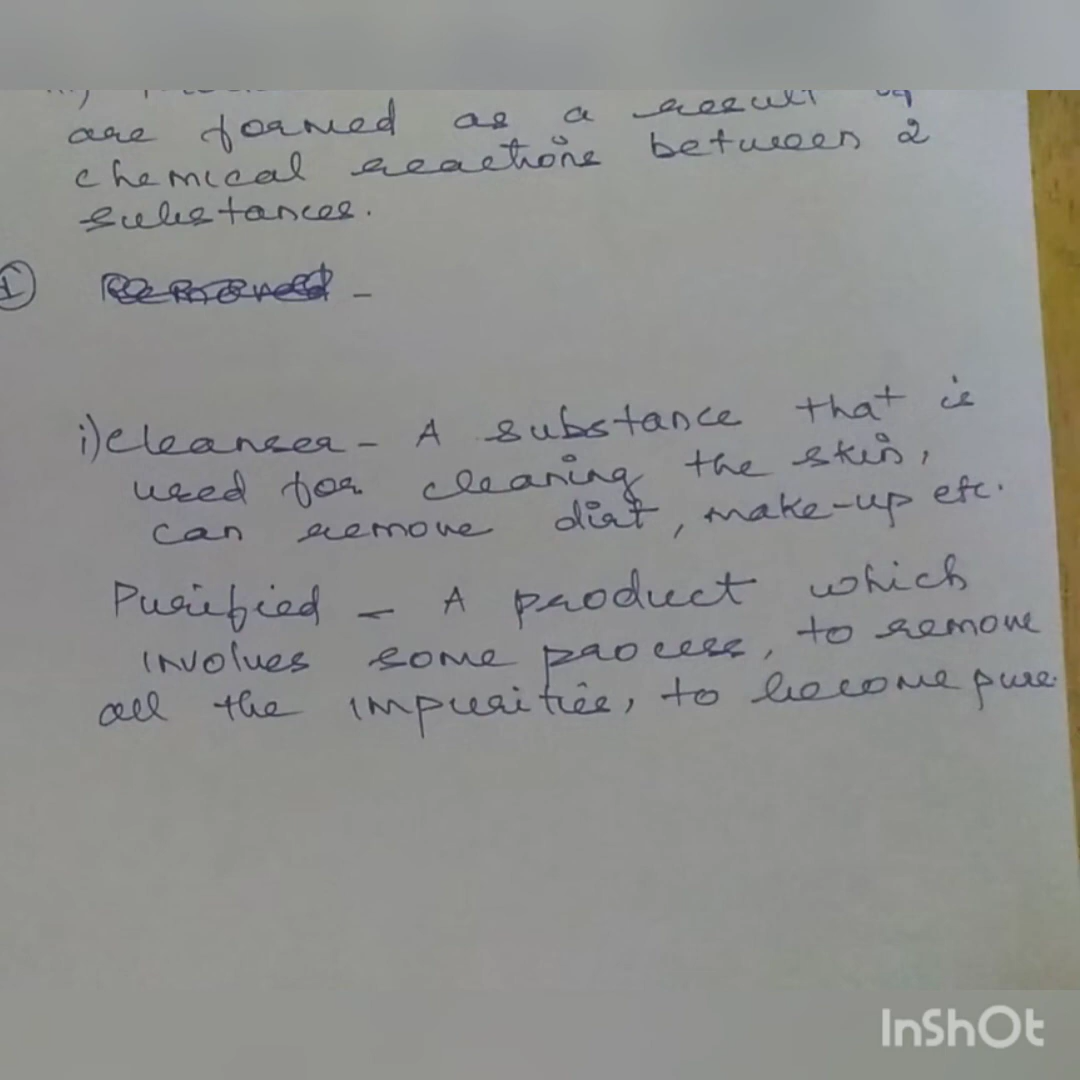 are formed as a result of
chemical reactions between 2
substances.
I -
i) Cleanser - A substance that is
used for cleaning the skin,
can remove dirt, make-up etc.
Purified - A product which
involves some process, to remove
all the impurities, to become pure.
InShOt